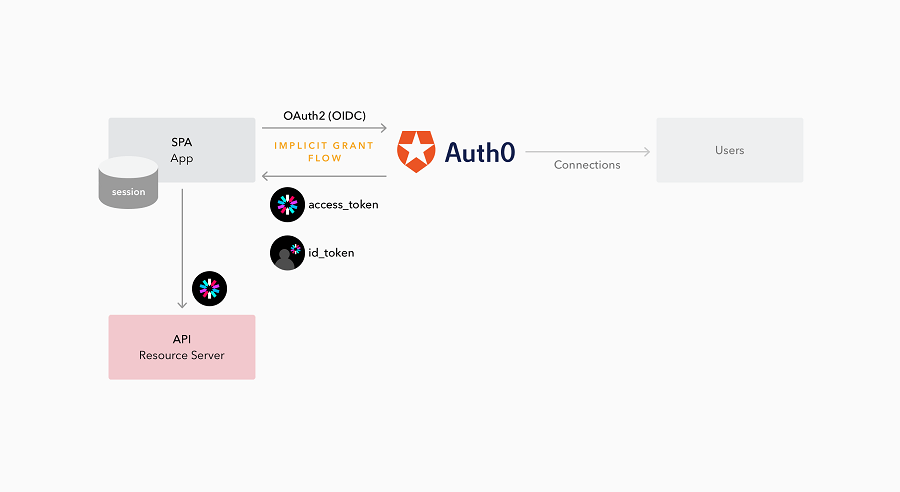 OAuth2 (OIDC)
SPA
App
IMPLICIT GRANT
FLOW
Auth0
Connections
Users
session
access_token
id_token
API
Resource Server